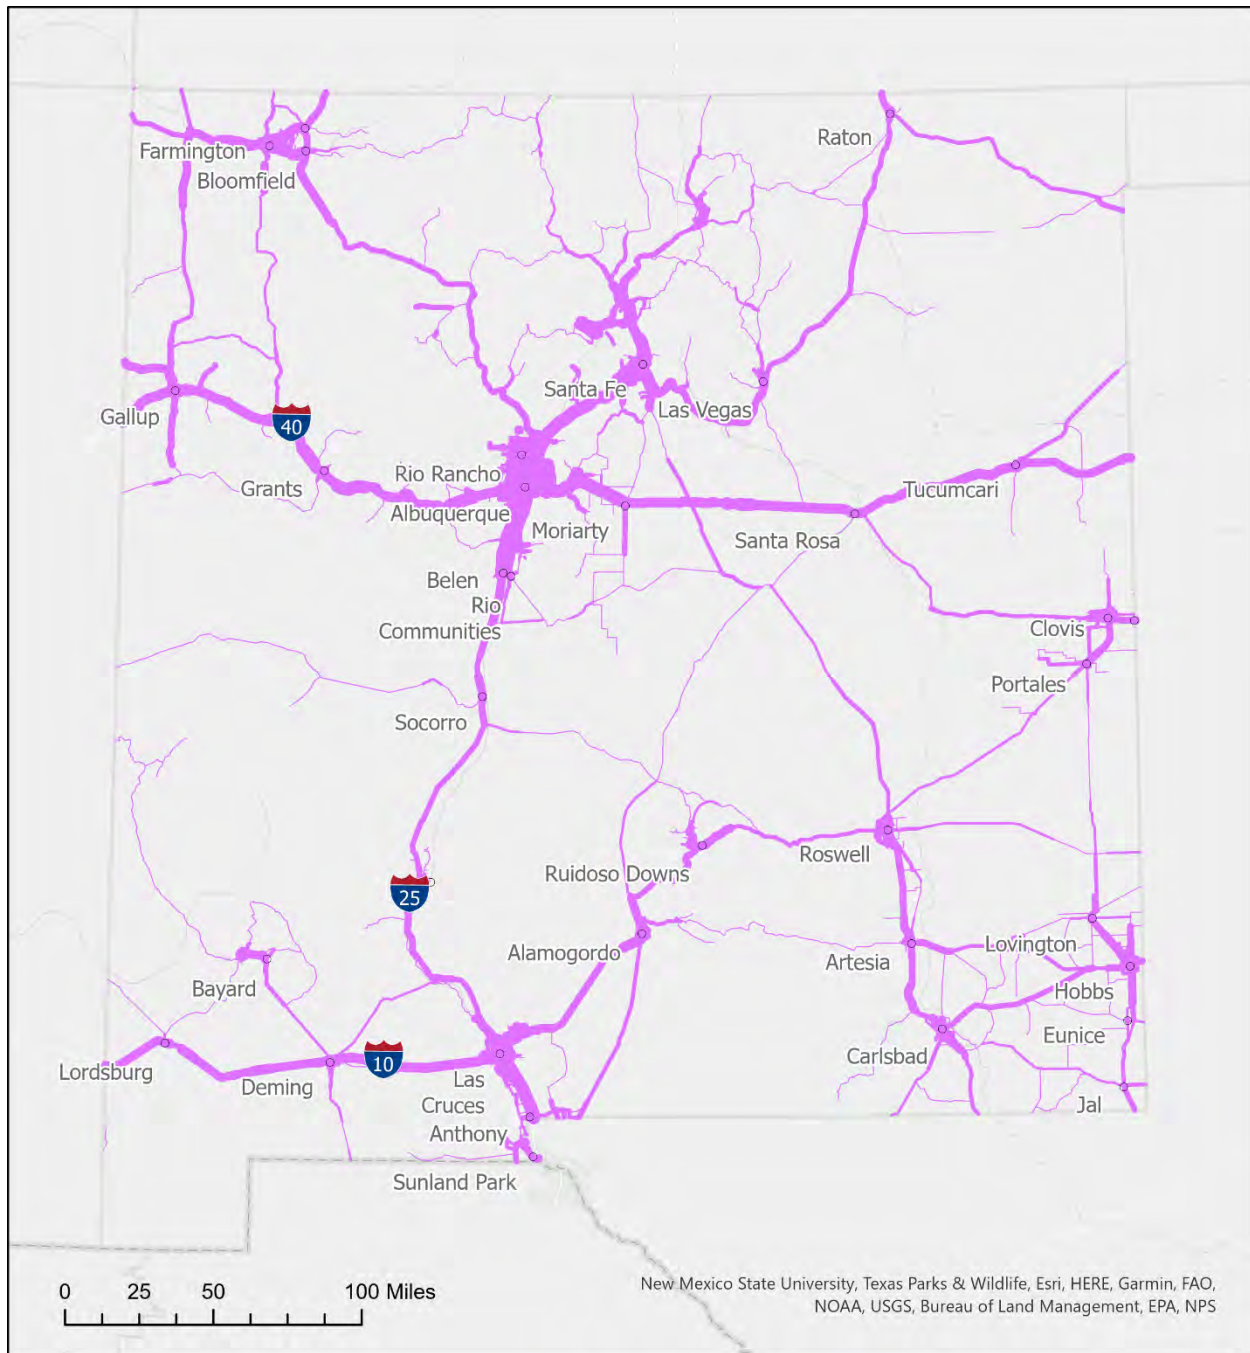 Raton
Farmington
Bloomfield
Santa Fe
Las Vegas
Gallup
40
Rio Rancho
Grants
Tucumcari
Albuquerque
Moriarty
Santa Rosa
Belen
Rio
Communities
Clovis
Portales
Socorro
Roswell
Ruidoso Downs
25
Lovington
Alamogordo
Artesia
Bayard
Hobbs
Eunice
Carlsbad
10
Lordsburg
Deming
Las
Cruces
Jal
Anthony
Sunland Park
0 25 50 100 Miles
New Mexico State University, Texas Parks & Wildlife, Esri, HERE, Garmin, FAO,
NOAA, USGS, Bureau of Land Management, EPA, NPS